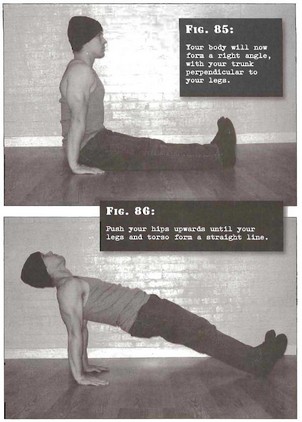 Fig. 85:
Your body will now
form a right angle,
with your trunk
perpendicular to
your legs.
Fig. 86:
Push your hips upwards until your
legs and torso form a straight line.